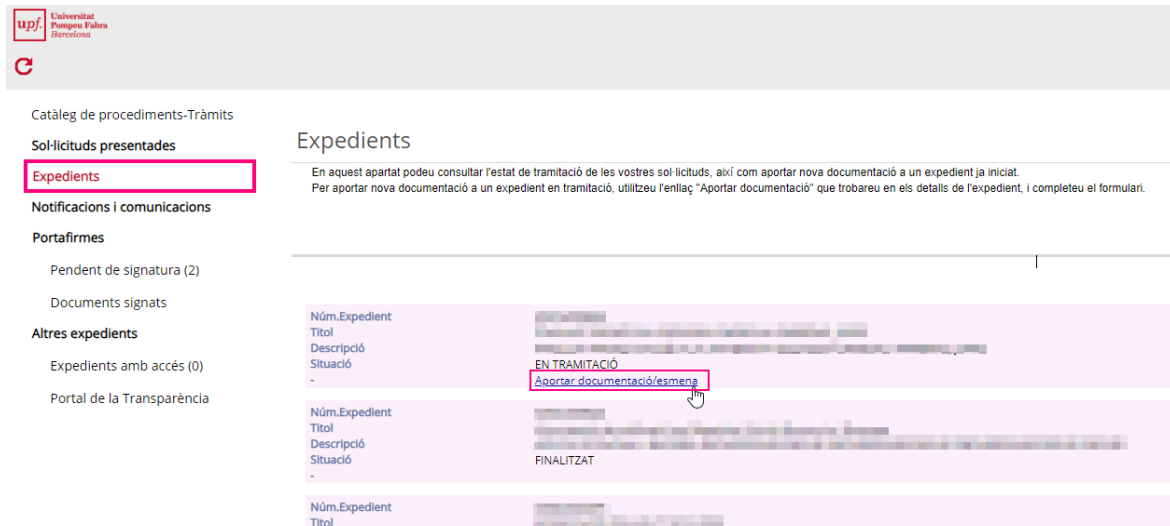 upf. Universitat
Pompeu Fabra
Barcelona
Catàleg de procediments-Tràmits
Sol·licituds presentades
Expedients
Notificacions i comunicacions
Portafirmes
Pendent de signatura (2)
Documents signats
Altres expedients
Expedients amb accés (0)
Portal de la Transparència
Expedients
En aquest apartat podeu consultar l'estat de tramitació de les vostres sol·licituds, així com aportar nova documentació a un expedient ja iniciat.
Per aportar nova documentació a un expedient en tramitació, utilitzeu l'enllaç "Aportar documentació" que trobareu en els detalls de l'expedient, i completeu el formulari.
Núm.Expedient
Titol
Descripció
Situació EN TRAMITACIÓ
- Aportar documentació/esmena
Núm.Expedient
Titol
Descripció
Situació FINALITZAT
-
Núm.Expedient
Titol